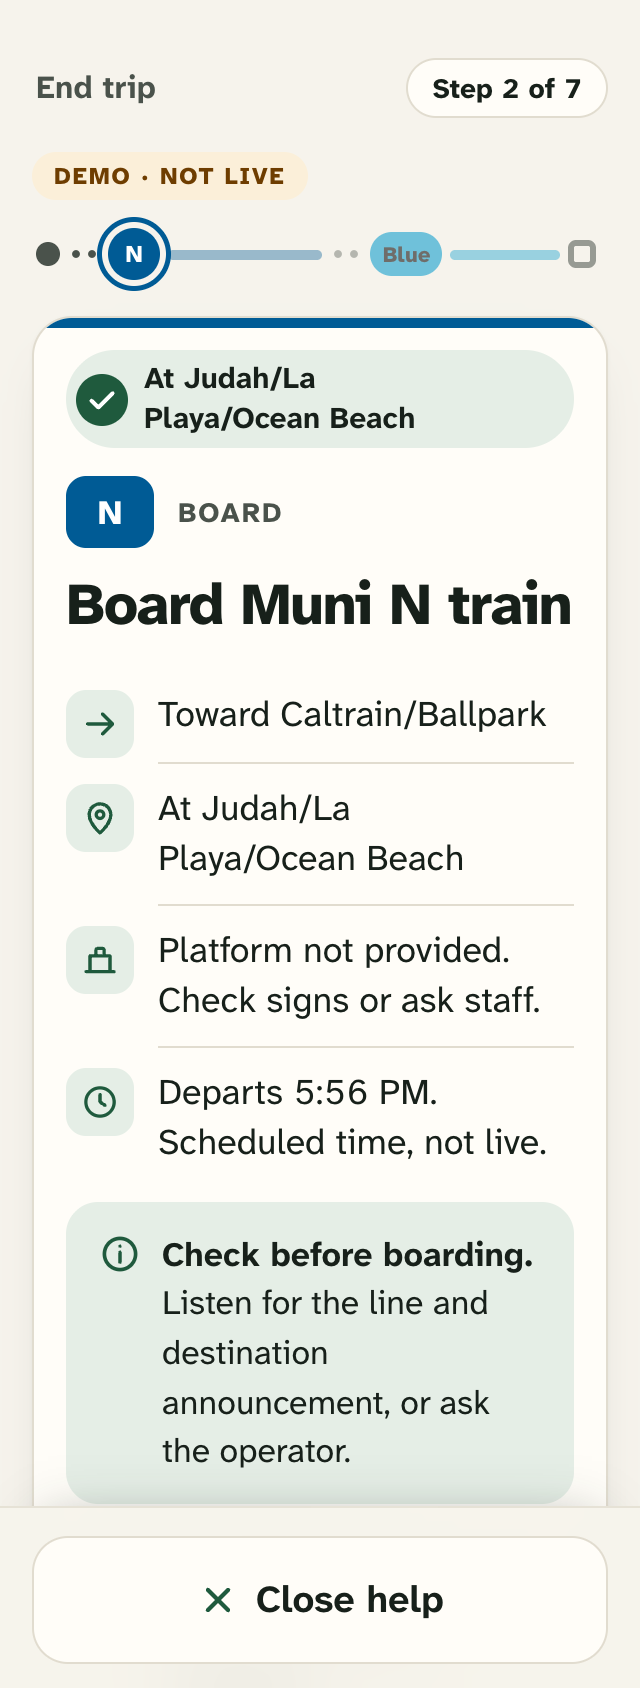 End trip
Step 2 of 7
DEMO · NOT LIVE
N
Blue
At Judah/La
Playa/Ocean Beach
N
BOARD
Board Muni N train
Toward Caltrain/Ballpark
At Judah/La
Playa/Ocean Beach
Platform not provided.
Check signs or ask staff.
Departs 5:56 PM.
Scheduled time, not live.
Check before boarding.
Listen for the line and
destination
announcement, or ask
the operator.
Close help